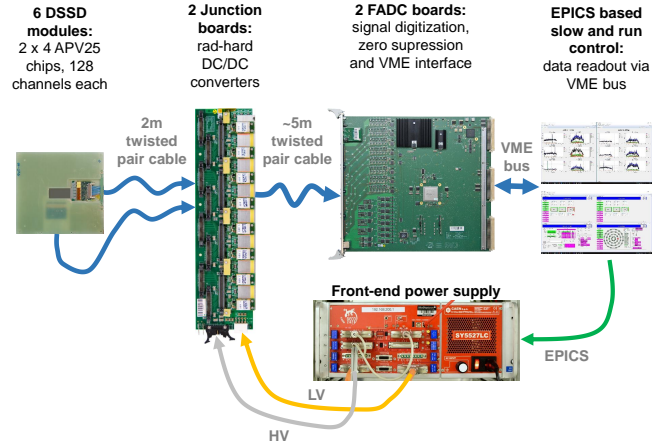 6 DSSD
modules:
2 x 4 APV25
chips, 128
channels each
2 Junction
boards:
rad-hard
DC/DC
converters
2 FADC boards:
signal digitization,
zero supression
and VME interface
EPICS based
slow and run
control:
data readout via
VME bus
2m
twisted
pair cable
~5m
twisted
pair cable
VME
bus
Front-end power supply
SY5527LC
EPICS
LV
HV